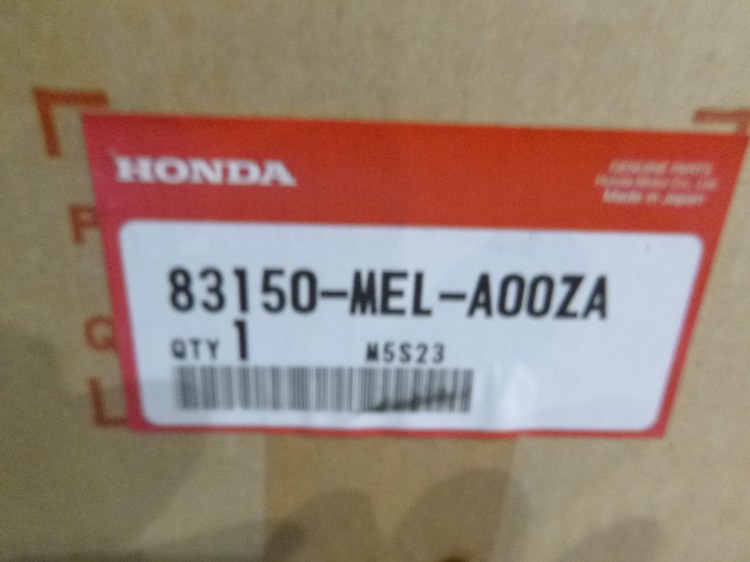 HONDA
GENUINE PARTS
Honda Motor Co., Ltd.
Made in Japan
P
83150-MEL-A00ZA
Q
QTY 1 M5S23